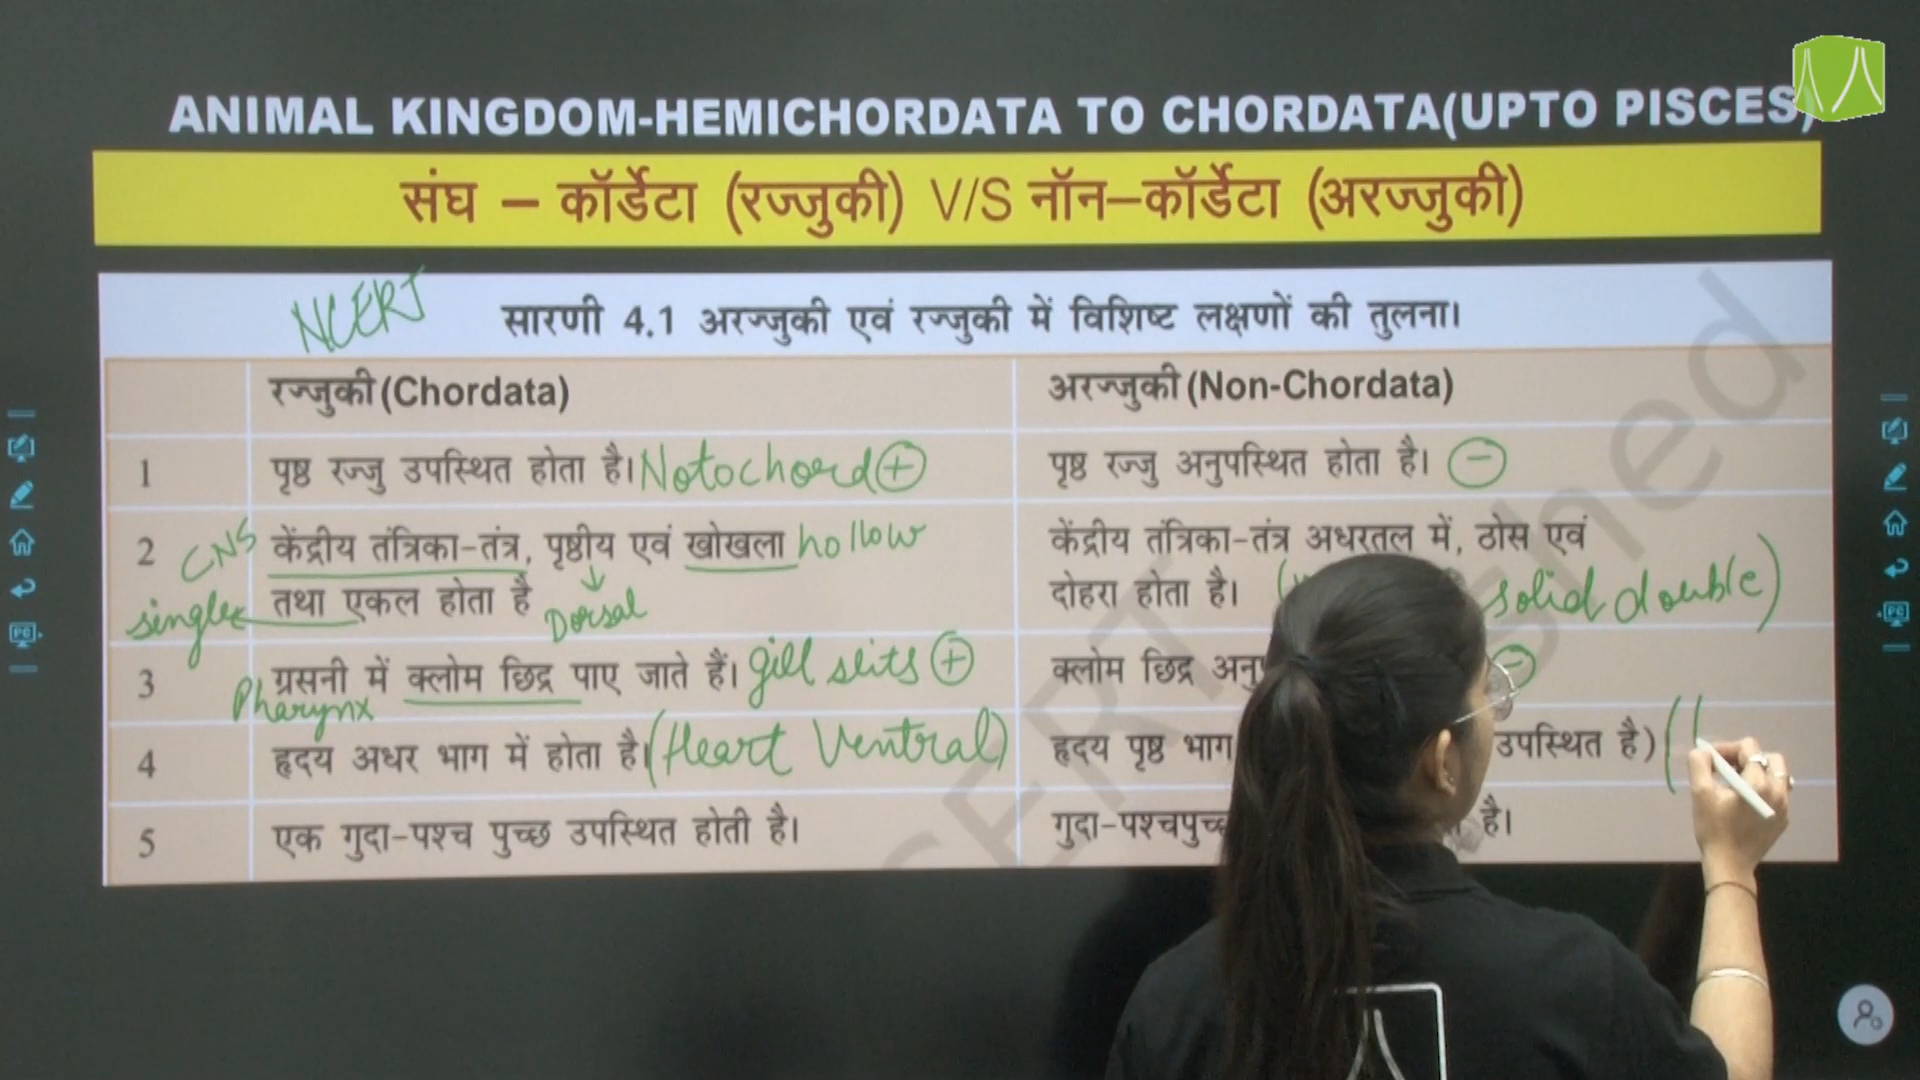 ANIMAL KINGDOM-HEMICHORDATA TO CHORDATA(UPTO PISCES)
संघ – कॉर्डेटा (रज्जुकी) V/S नॉन–कॉर्डेटा (अरज्जुकी)
NCERT
सारणी 4.1 अरज्जुकी एवं रज्जुकी में विशिष्ट लक्षणों की तुलना।
रज्जुकी (Chordata) अरज्जुकी (Non-Chordata)
1 पृष्ठ रज्जु उपस्थित होता है। Notochord + पृष्ठ रज्जु अनुपस्थित होता है। −
2 CNS केंद्रीय तंत्रिका-तंत्र, पृष्ठीय एवं खोखला hollow केंद्रीय तंत्रिका-तंत्र अधरतल में, ठोस एवं
single तथा एकल होता है Dorsal दोहरा होता है। ( solid double)
3 ग्रसनी में क्लोम छिद्र पाए जाते हैं। gill slits + क्लोम छिद्र −
Pharynx
4 हृदय अधर भाग में होता है। (Heart Ventral) हृदय पृष्ठ भाग उपस्थित है) (
5 एक गुदा-पश्च पुच्छ उपस्थित होती है। है।
NCERT
PC PC